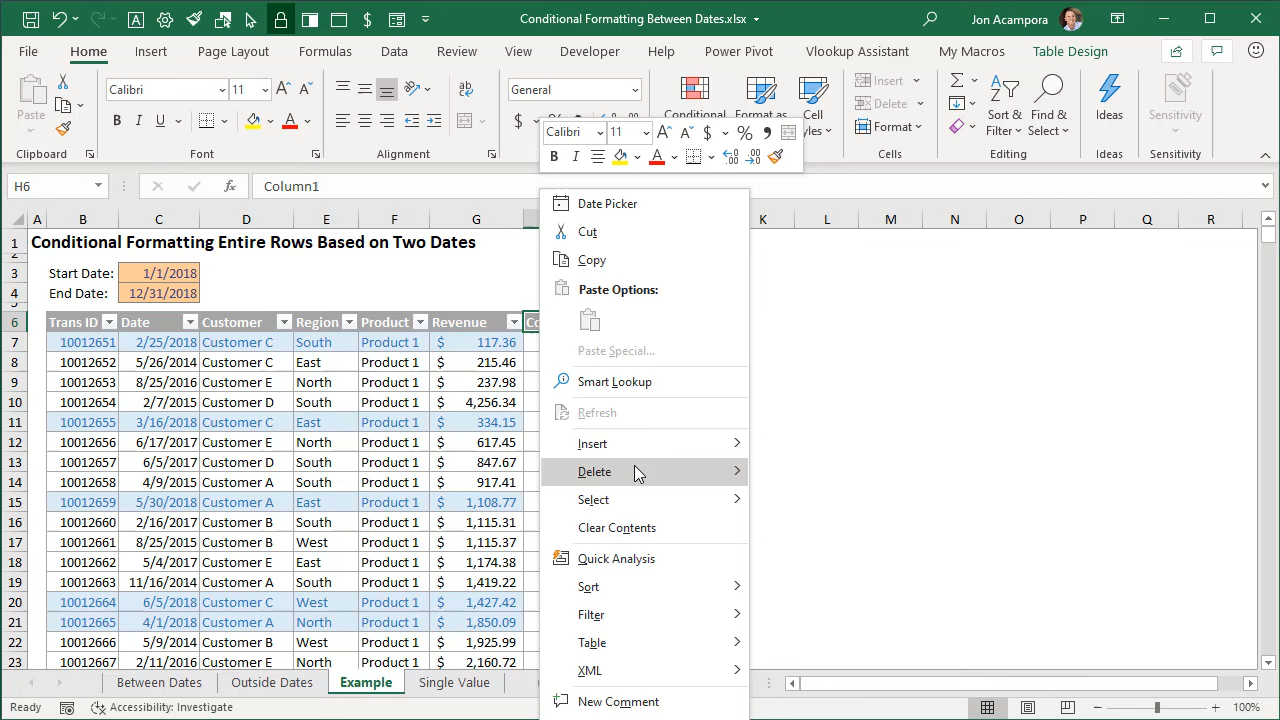 Conditional Formatting Between Dates.xlsx
Jon Acampora
File Home Insert Page Layout Formulas Data Review View Developer Help Power Pivot Vlookup Assistant My Macros Table Design
Paste
Clipboard
Calibri 11
B I U
Font
Alignment
General
$
Conditional
Format as
Cell
Styles
Insert
Delete
Format
Cells
Sort &
Filter
Find &
Select
Editing
Ideas
Ideas
Sensitivity
Sensitivity
Calibri 11 $ %
B I
H6 fx Column1
A B C D E F G K L M N O P Q R
1 Conditional Formatting Entire Rows Based on Two Dates
2
3 Start Date: 1/1/2018
4 End Date: 12/31/2018
5
6 Trans ID Date Customer Region Product Revenue Co
7 10012651 2/25/2018 Customer C South Product 1 $ 117.36
8 10012652 5/26/2014 Customer C East Product 1 $ 215.46
9 10012653 8/25/2016 Customer E North Product 1 $ 237.98
10 10012654 2/7/2015 Customer D South Product 1 $ 4,256.34
11 10012655 3/16/2018 Customer C East Product 1 $ 334.15
12 10012656 6/17/2017 Customer E North Product 1 $ 617.45
13 10012657 6/5/2017 Customer D South Product 1 $ 847.67
14 10012658 4/9/2015 Customer A South Product 1 $ 917.41
15 10012659 5/30/2018 Customer A East Product 1 $ 1,108.77
16 10012660 2/16/2017 Customer B South Product 1 $ 1,115.31
17 10012661 8/25/2015 Customer B West Product 1 $ 1,115.37
18 10012662 5/4/2017 Customer E East Product 1 $ 1,174.38
19 10012663 11/16/2014 Customer A South Product 1 $ 1,419.22
20 10012664 6/5/2018 Customer C West Product 1 $ 1,427.42
21 10012665 4/1/2018 Customer A North Product 1 $ 1,850.09
22 10012666 5/9/2014 Customer B West Product 1 $ 1,925.99
23 10012667 2/11/2016 Customer E North Product 1 $ 2,160.72
Date Picker
Cut
Copy
Paste Options:
Paste Special...
Smart Lookup
Refresh
Insert
Delete
Select
Clear Contents
Quick Analysis
Sort
Filter
Table
XML
New Comment
Between Dates Outside Dates Example Single Value
Ready Accessibility: Investigate 100%